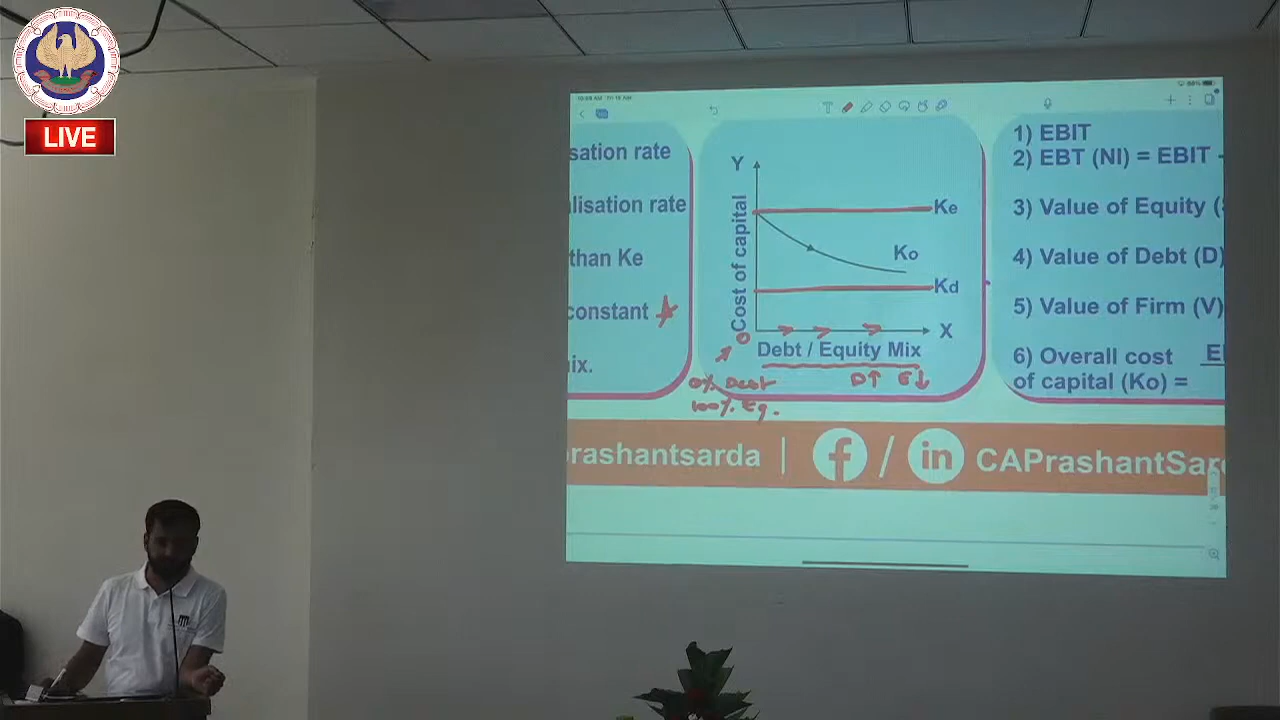 LIVE
sation rate
lisation rate
than Ke
constant
ix.
Y
Cost of capital
Ke
Ko
Kd
X
O
Debt / Equity Mix
0% Debt
100% Eq.
D↑ E↓
1) EBIT
2) EBT (NI) = EBIT -
3) Value of Equity (
4) Value of Debt (D)
5) Value of Firm (V)
6) Overall cost
of capital (Ko) =
rashantsarda | f / in CAPrashantSar